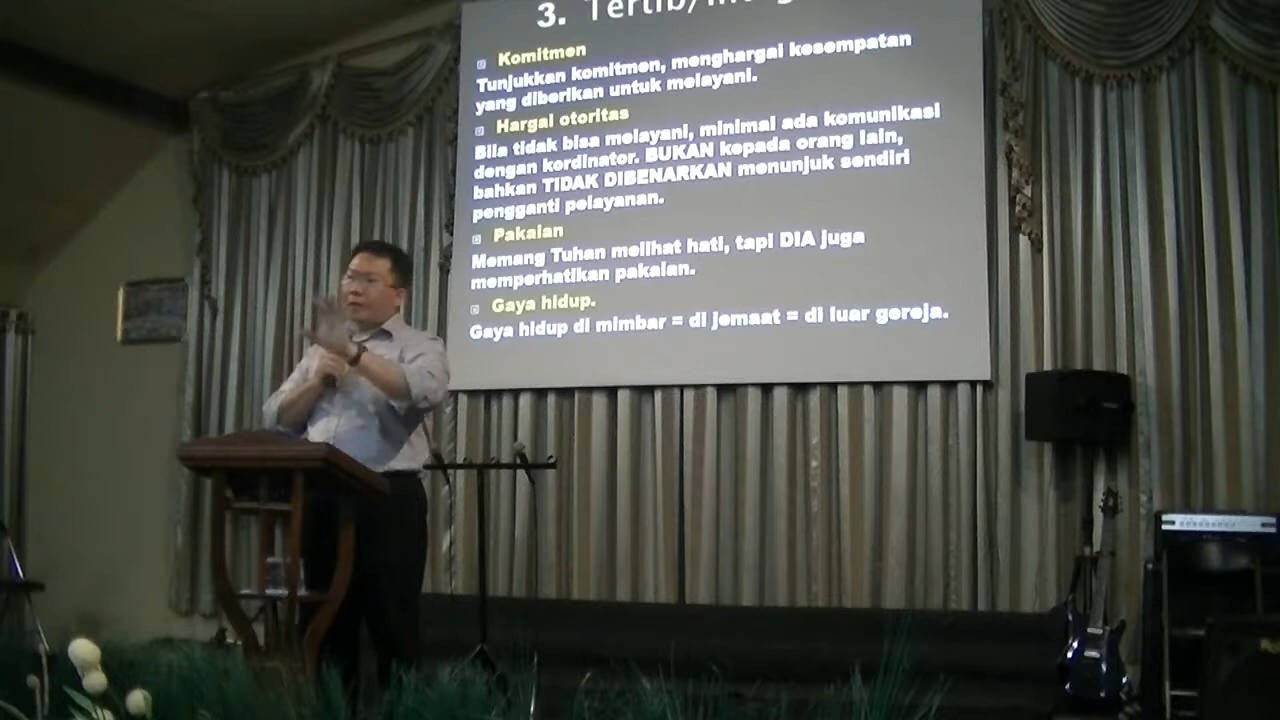 3. Tertib/
Komitmen
Tunjukkan komitmen, menghargai kesempatan
yang diberikan untuk melayani.
Hargai otoritas
Bila tidak bisa melayani, minimal ada komunikasi
dengan kordinator. BUKAN kepada orang lain,
bahkan TIDAK DIBENARKAN menunjuk sendiri
pengganti pelayanan.
Pakaian
Memang Tuhan melihat hati, tapi DIA juga
memperhatikan pakaian.
Gaya hidup.
Gaya hidup di mimbar = di jemaat = di luar gereja.